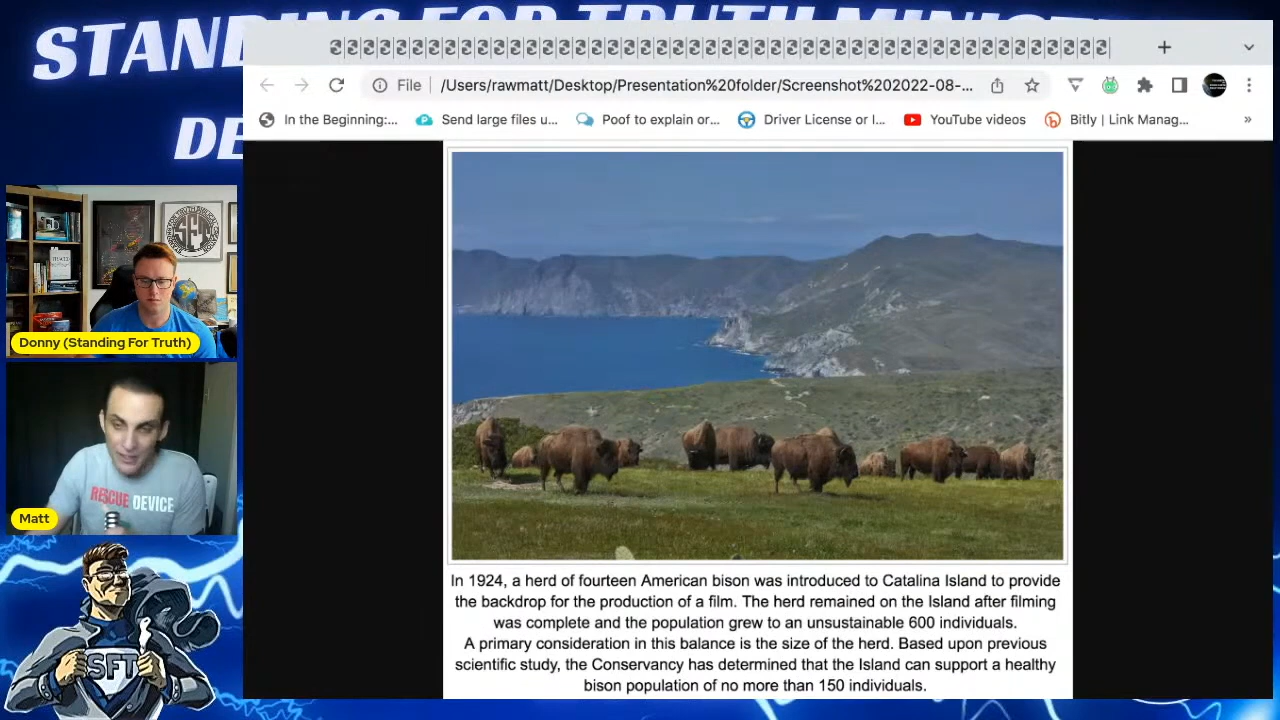 STANDING FOR TRUTH MINIST
DE
File
/Users/rawmatt/Desktop/Presentation%20folder/Screenshot%202022-08-...
In the Beginning:...
Send large files u...
Poof to explain or...
Driver License or I...
YouTube videos
Bitly | Link Manag...
»
SFT
Donny (Standing For Truth)
RESCUE DEVICE
Matt
SFT
In 1924, a herd of fourteen American bison was introduced to Catalina Island to provide
the backdrop for the production of a film. The herd remained on the Island after filming
was complete and the population grew to an unsustainable 600 individuals.
A primary consideration in this balance is the size of the herd. Based upon previous
scientific study, the Conservancy has determined that the Island can support a healthy
bison population of no more than 150 individuals.